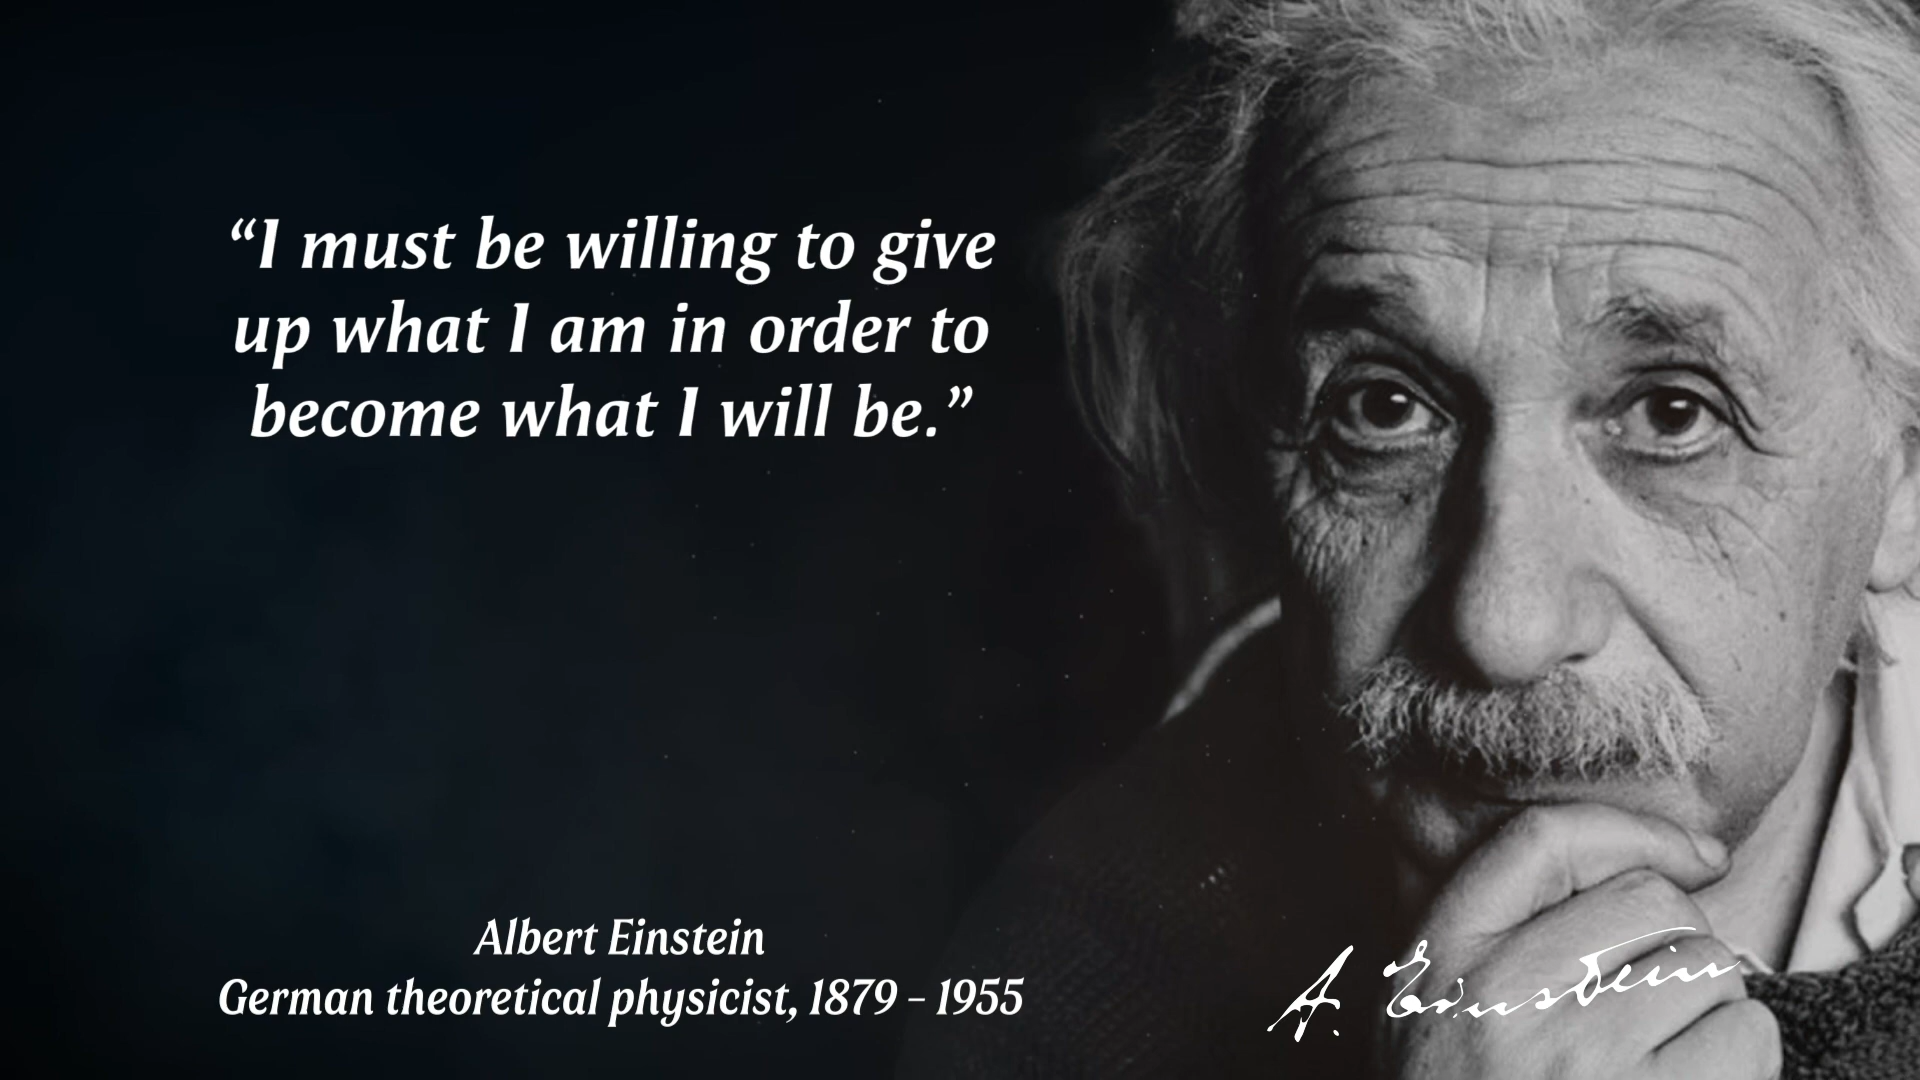 “I must be willing to give
up what I am in order to
become what I will be.”
Albert Einstein
German theoretical physicist, 1879 – 1955
A. Einstein